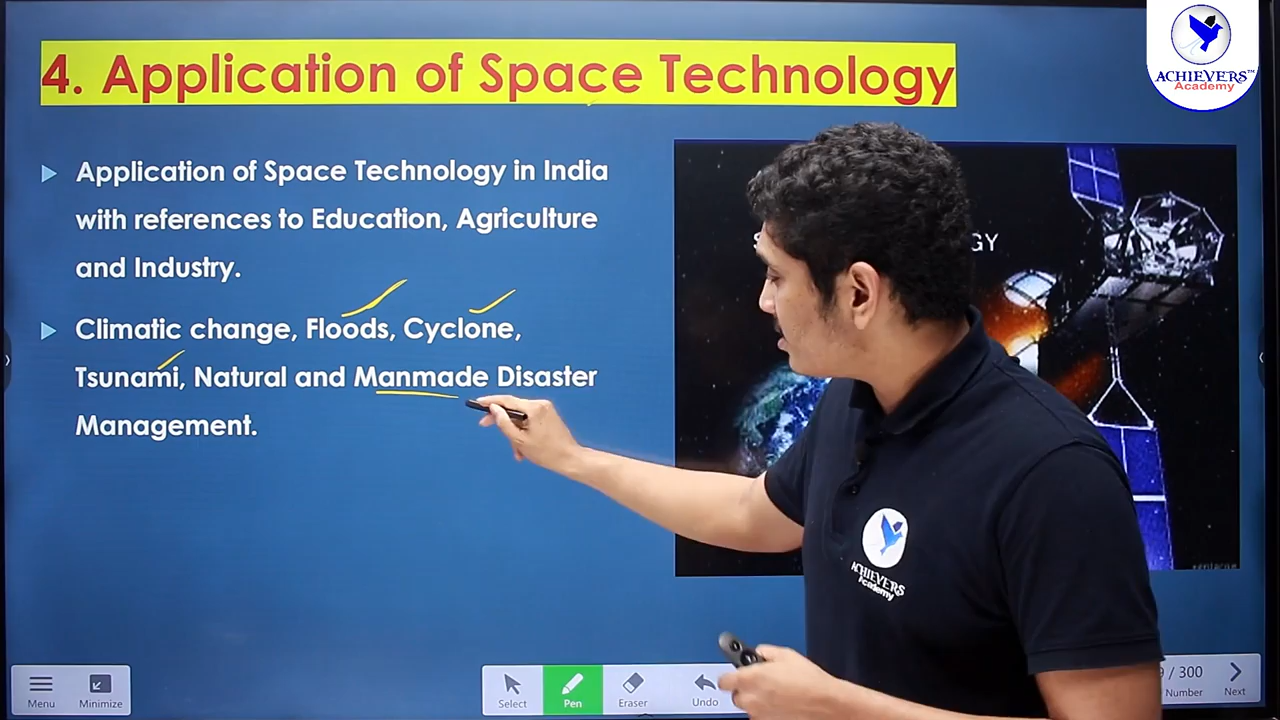 4. Application of Space Technology
ACHIEVERS™
Academy
Application of Space Technology in India
with references to Education, Agriculture
and Industry.
Climatic change, Floods, Cyclone,
Tsunami, Natural and Manmade Disaster
Management.
GY
ACHIEVERS
Academy
Menu
Minimize
Select
Pen
Eraser
Undo
/ 300
Number
Next